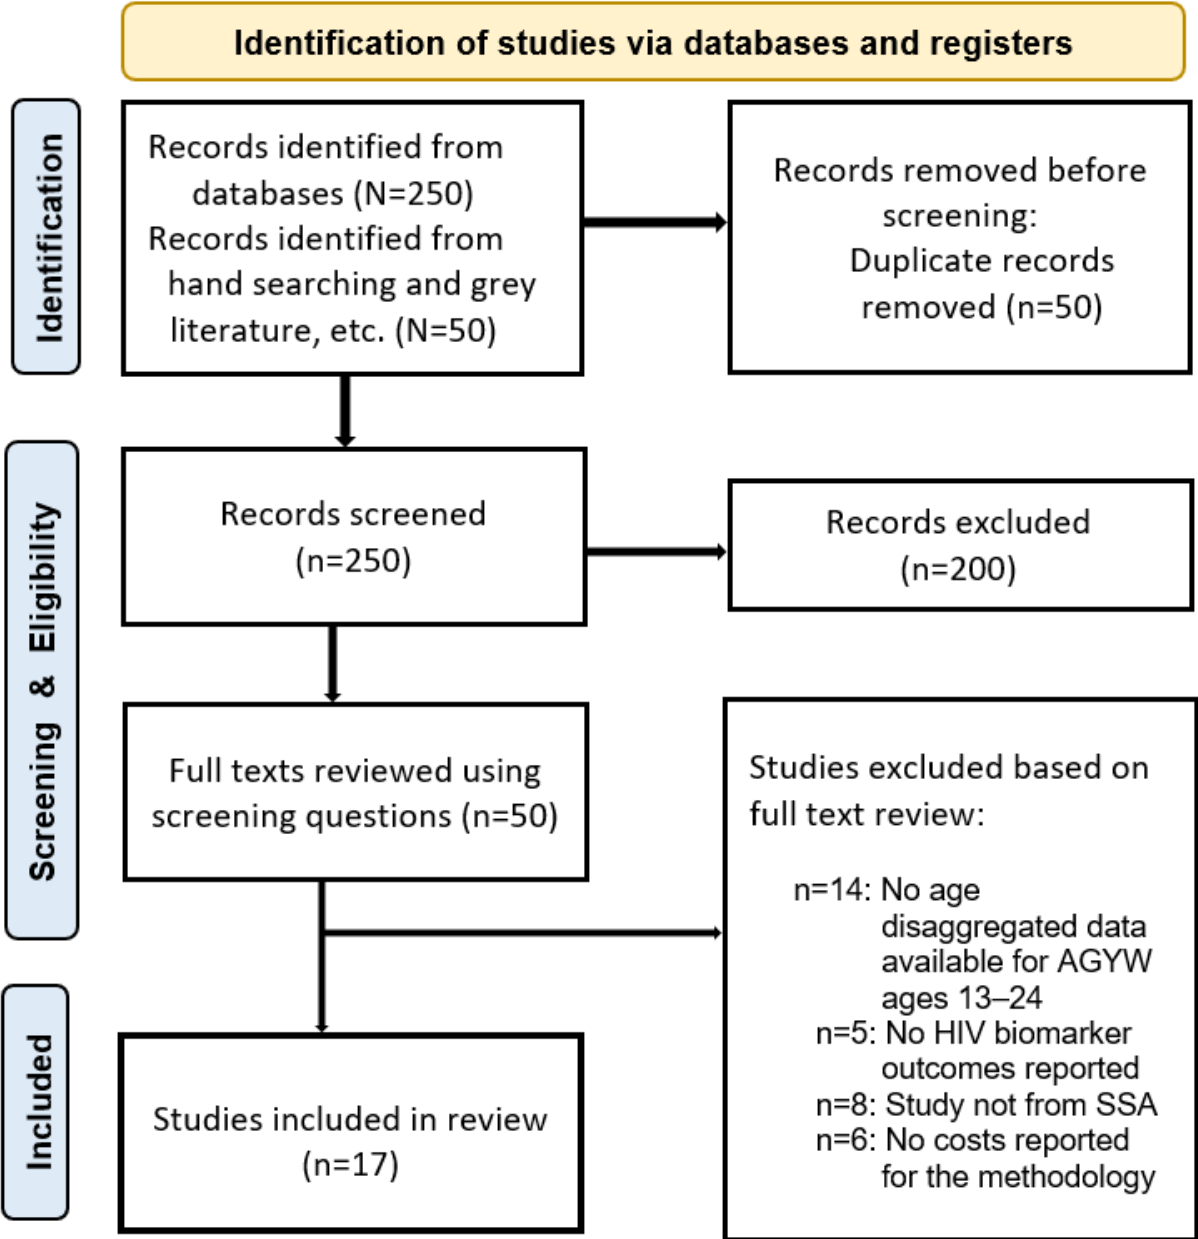 Identification of studies via databases and registers
Identification
Records identified from
databases (N=250)
Records identified from
hand searching and grey
literature, etc. (N=50)
Records removed before
screening:
Duplicate records
removed (n=50)
Screening & Eligibility
Records screened
(n=250)
Records excluded
(n=200)
Full texts reviewed using
screening questions (n=50)
Studies excluded based on
full text review:
n=14: No age
disaggregated data
available for AGYW
ages 13–24
n=5: No HIV biomarker
outcomes reported
n=8: Study not from SSA
n=6: No costs reported
for the methodology
Included
Studies included in review
(n=17)